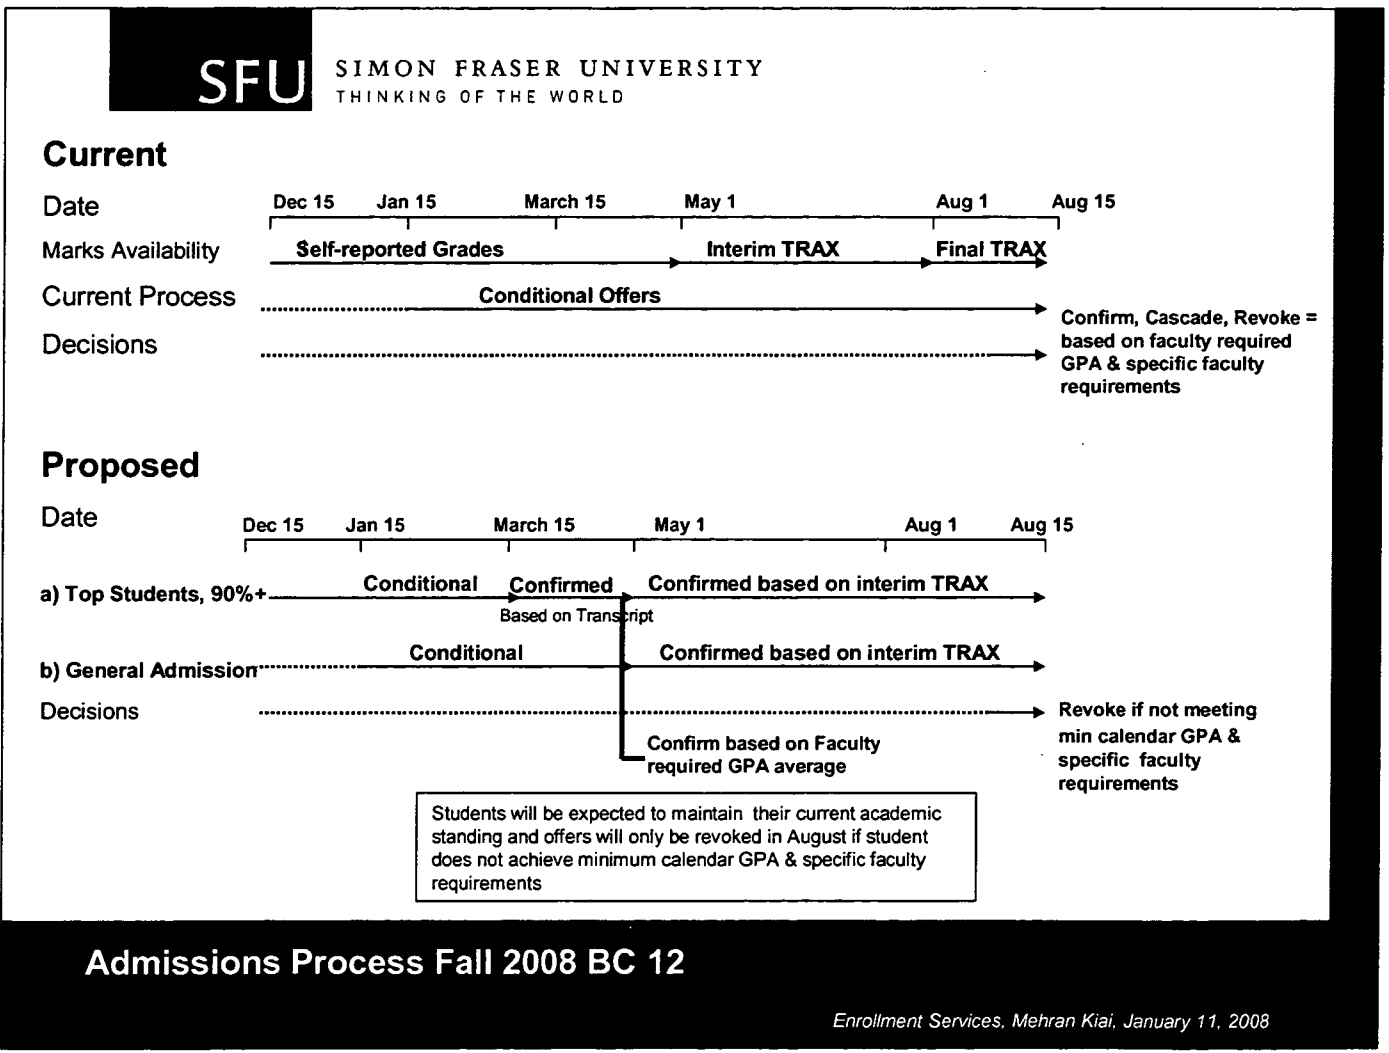 SFU
SIMON FRASER UNIVERSITY
THINKING OF THE WORLD
Current
Date
Dec 15 Jan 15 March 15 May 1 Aug 1 Aug 15
Marks Availability Self-reported Grades Interim TRAX Final TRAX
Current Process Conditional Offers
Decisions
Confirm, Cascade, Revoke =
based on faculty required
GPA & specific faculty
requirements
Proposed
Date
Dec 15 Jan 15 March 15 May 1 Aug 1 Aug 15
a) Top Students, 90%+ Conditional Confirmed Confirmed based on interim TRAX
Based on Transcript
b) General Admission Conditional Confirmed based on interim TRAX
Decisions
Revoke if not meeting
min calendar GPA &
specific faculty
requirements
Confirm based on Faculty
required GPA average
Students will be expected to maintain their current academic
standing and offers will only be revoked in August if student
does not achieve minimum calendar GPA & specific faculty
requirements
Admissions Process Fall 2008 BC 12
Enrollment Services, Mehran Kiai, January 11, 2008